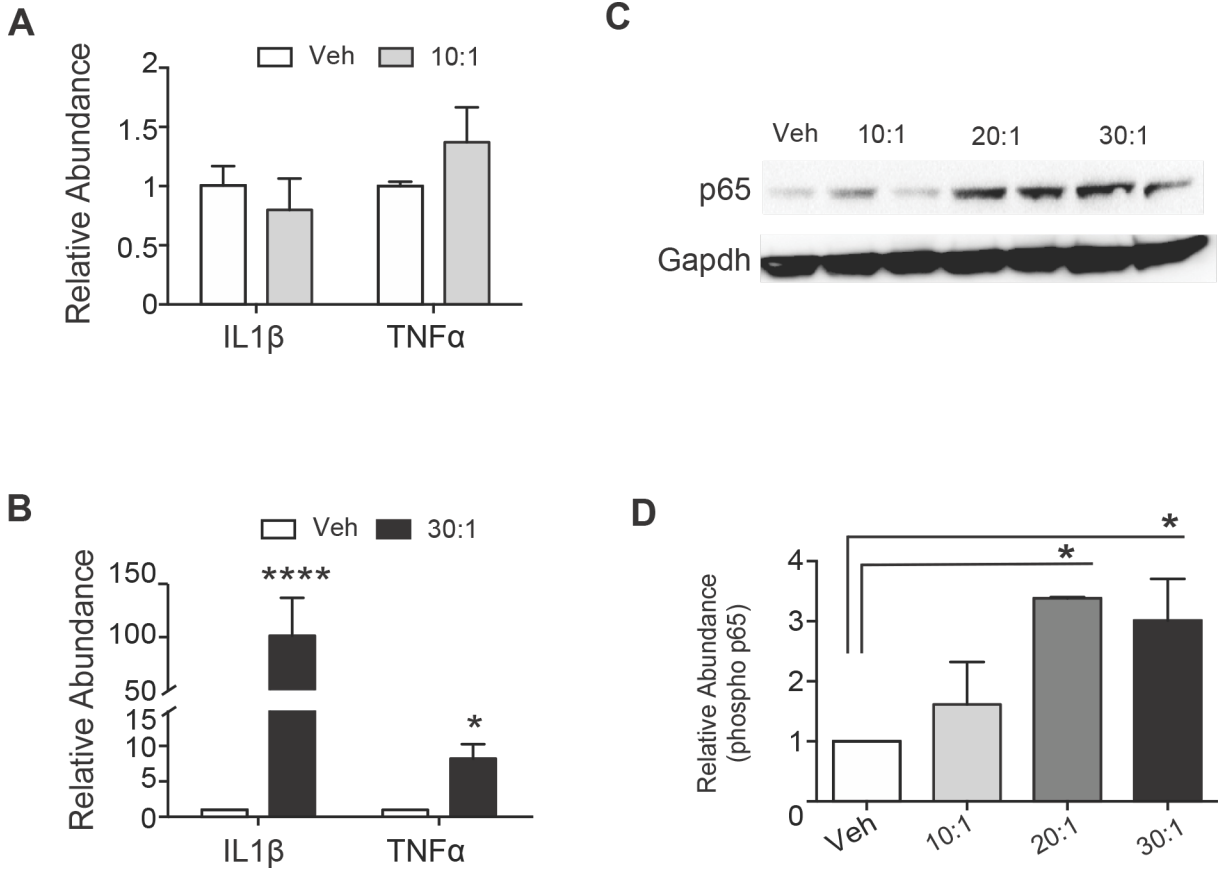 A
Veh 10:1
Relative Abundance
2
1.5
1
0.5
0
IL1β TNFα
C
Veh 10:1 20:1 30:1
p65
Gapdh
B
Veh 30:1
Relative Abundance
150
100
50
15
10
5
0
****
*
IL1β TNFα
D
Relative Abundance
(phospho p65)
4
3
2
1
0
*
*
Veh 10:1 20:1 30:1